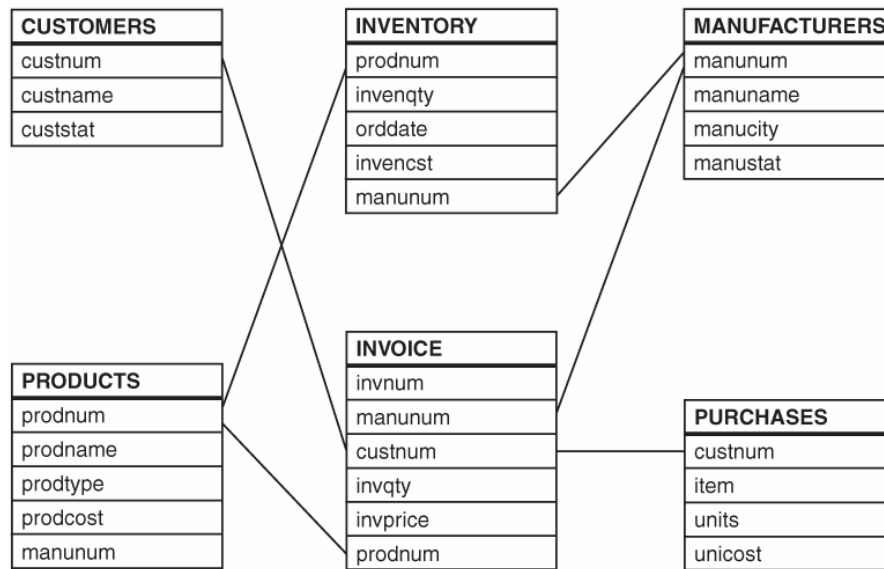 CUSTOMERS
custnum
custname
custstat
INVENTORY
prodnum
invenqty
orddate
invencst
manunum
MANUFACTURERS
manunum
manuname
manucity
manustat
PRODUCTS
prodnum
prodname
prodtype
prodcost
manunum
INVOICE
invnum
manunum
custnum
invqty
invprice
prodnum
PURCHASES
custnum
item
units
unicost